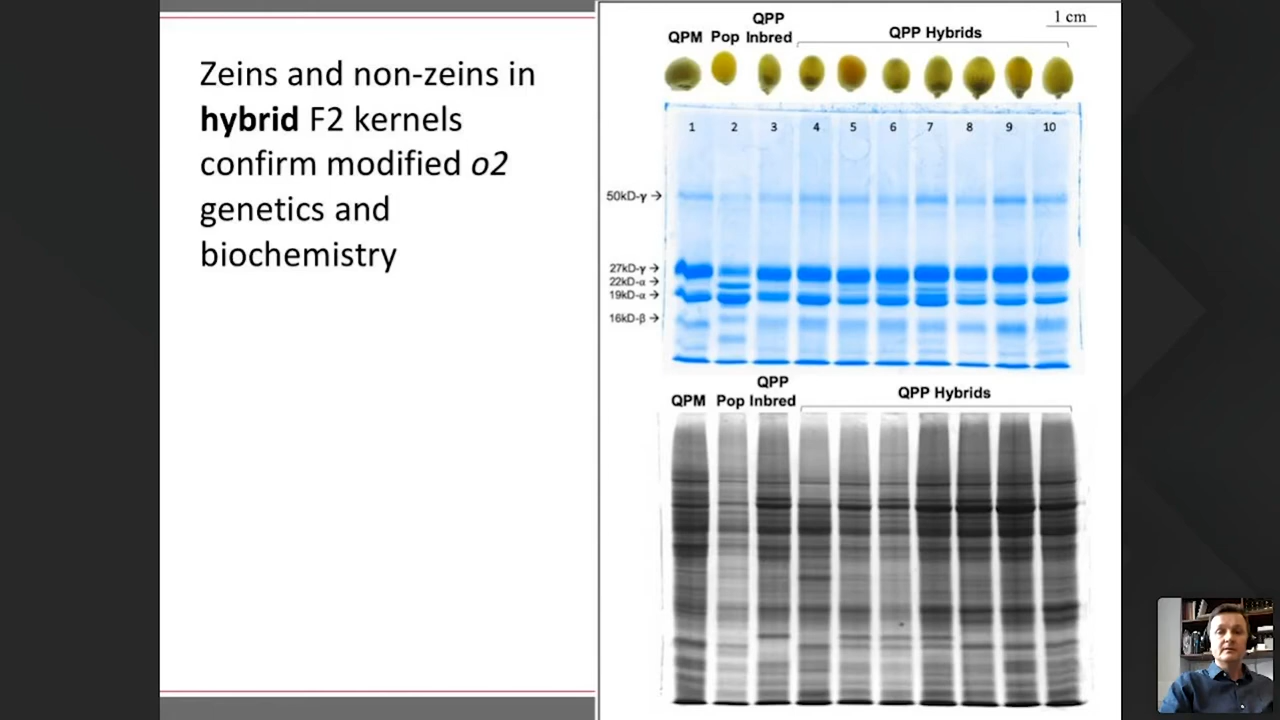 Zeins and non-zeins in
hybrid F2 kernels
confirm modified o2
genetics and
biochemistry
1 cm
QPP
QPM Pop Inbred QPP Hybrids
1 2 3 4 5 6 7 8 9 10
50kD-γ →
27kD-γ →
22kD-α →
19kD-α →
16kD-β →
QPP
QPM Pop Inbred QPP Hybrids